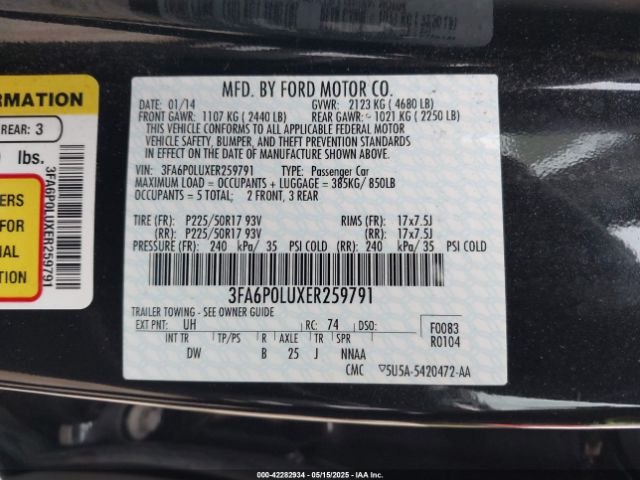 MFD. BY FORD MOTOR CO.
DATE: 01/14 GVWR: 2123 KG (4680 LB)
FRONT GAWR: 1107 KG (2440 LB) REAR GAWR: 1021 KG (2250 LB)
THIS VEHICLE CONFORMS TO ALL APPLICABLE FEDERAL MOTOR
VEHICLE SAFETY, BUMPER, AND THEFT PREVENTION STANDARDS
IN EFFECT ON THE DATE OF MANUFACTURE SHOWN ABOVE.
VIN: 3FA6P0LUXER259791 TYPE: Passenger Car
MAXIMUM LOAD = OCCUPANTS + LUGGAGE = 385KG/ 850LB
OCCUPANTS = 5 TOTAL: 2 FRONT, 3 REAR
TIRE (FR): P225/50R17 93V RIMS (FR): 17x7.5J
(RR): P225/50R17 93V (RR): 17x7.5J
PRESSURE (FR): 240 kPa/ 35 PSI COLD (RR): 240 kPa/ 35 PSI COLD
3FA6P0LUXER259791
TRAILER TOWING - SEE OWNER GUIDE
EXT PNT: UH RC: 74 DSO:
F0083
R0104
INT TR TP/PS R AXLE TR SPR
DW B 25 J NNAA
CMC 5U5A-5420472-AA
ORMATION
REAR: 3
lbs.
3FA6P0LUXER259791
ERS
FOR
NAL
ATION
000-42282934 - 05/15/2025 - IAA Inc.